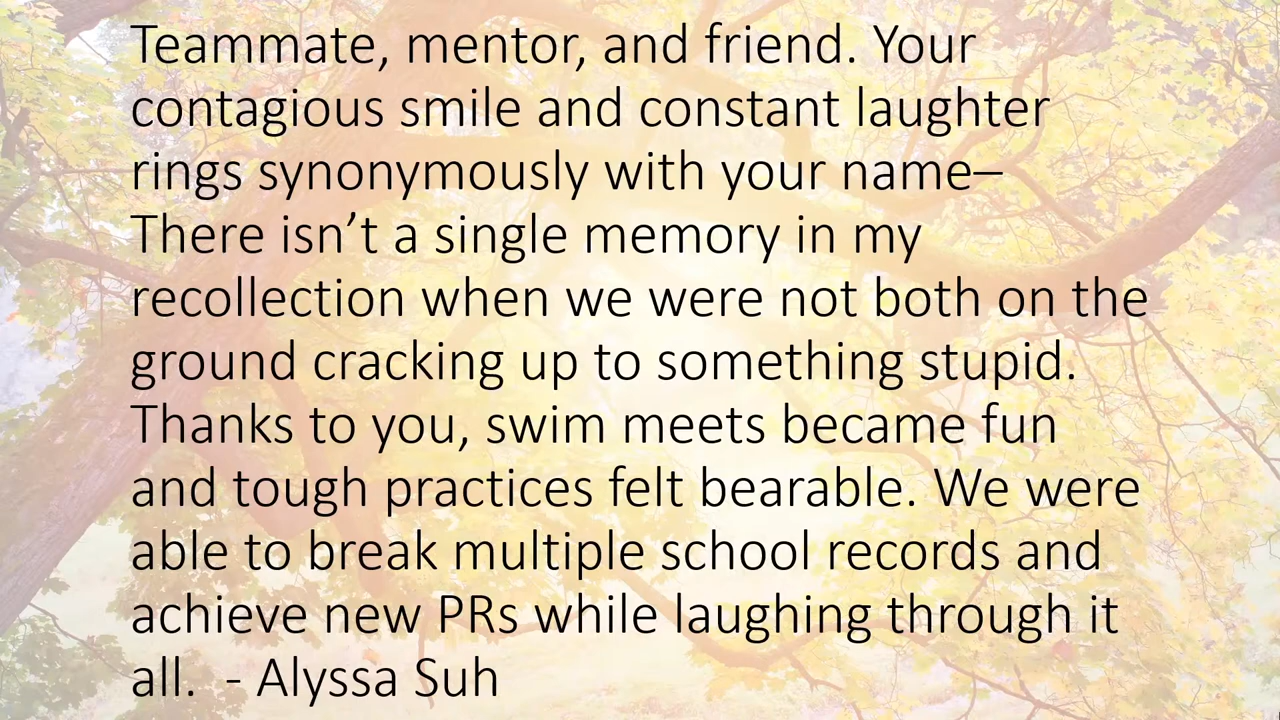 Teammate, mentor, and friend. Your
contagious smile and constant laughter
rings synonymously with your name–
There isn’t a single memory in my
recollection when we were not both on the
ground cracking up to something stupid.
Thanks to you, swim meets became fun
and tough practices felt bearable. We were
able to break multiple school records and
achieve new PRs while laughing through it
all.  - Alyssa Suh